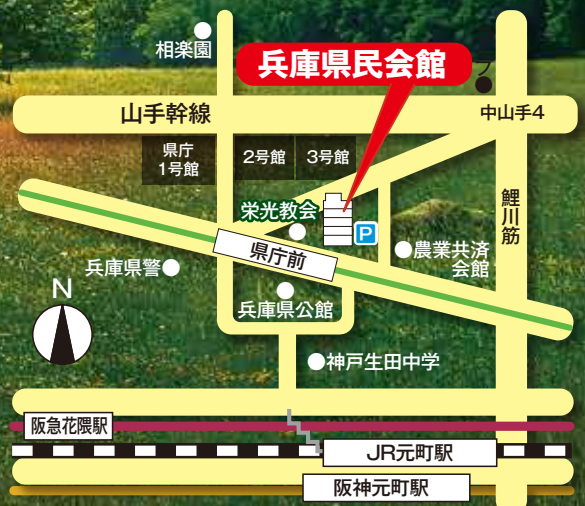 相楽園
兵庫県民会館
山手幹線
中山手4
県庁
1号館
2号館
3号館
鯉川筋
栄光教会
P
農業共済
会館
県庁前
兵庫県警
兵庫県公館
N
神戸生田中学
阪急花隈駅
JR元町駅
阪神元町駅